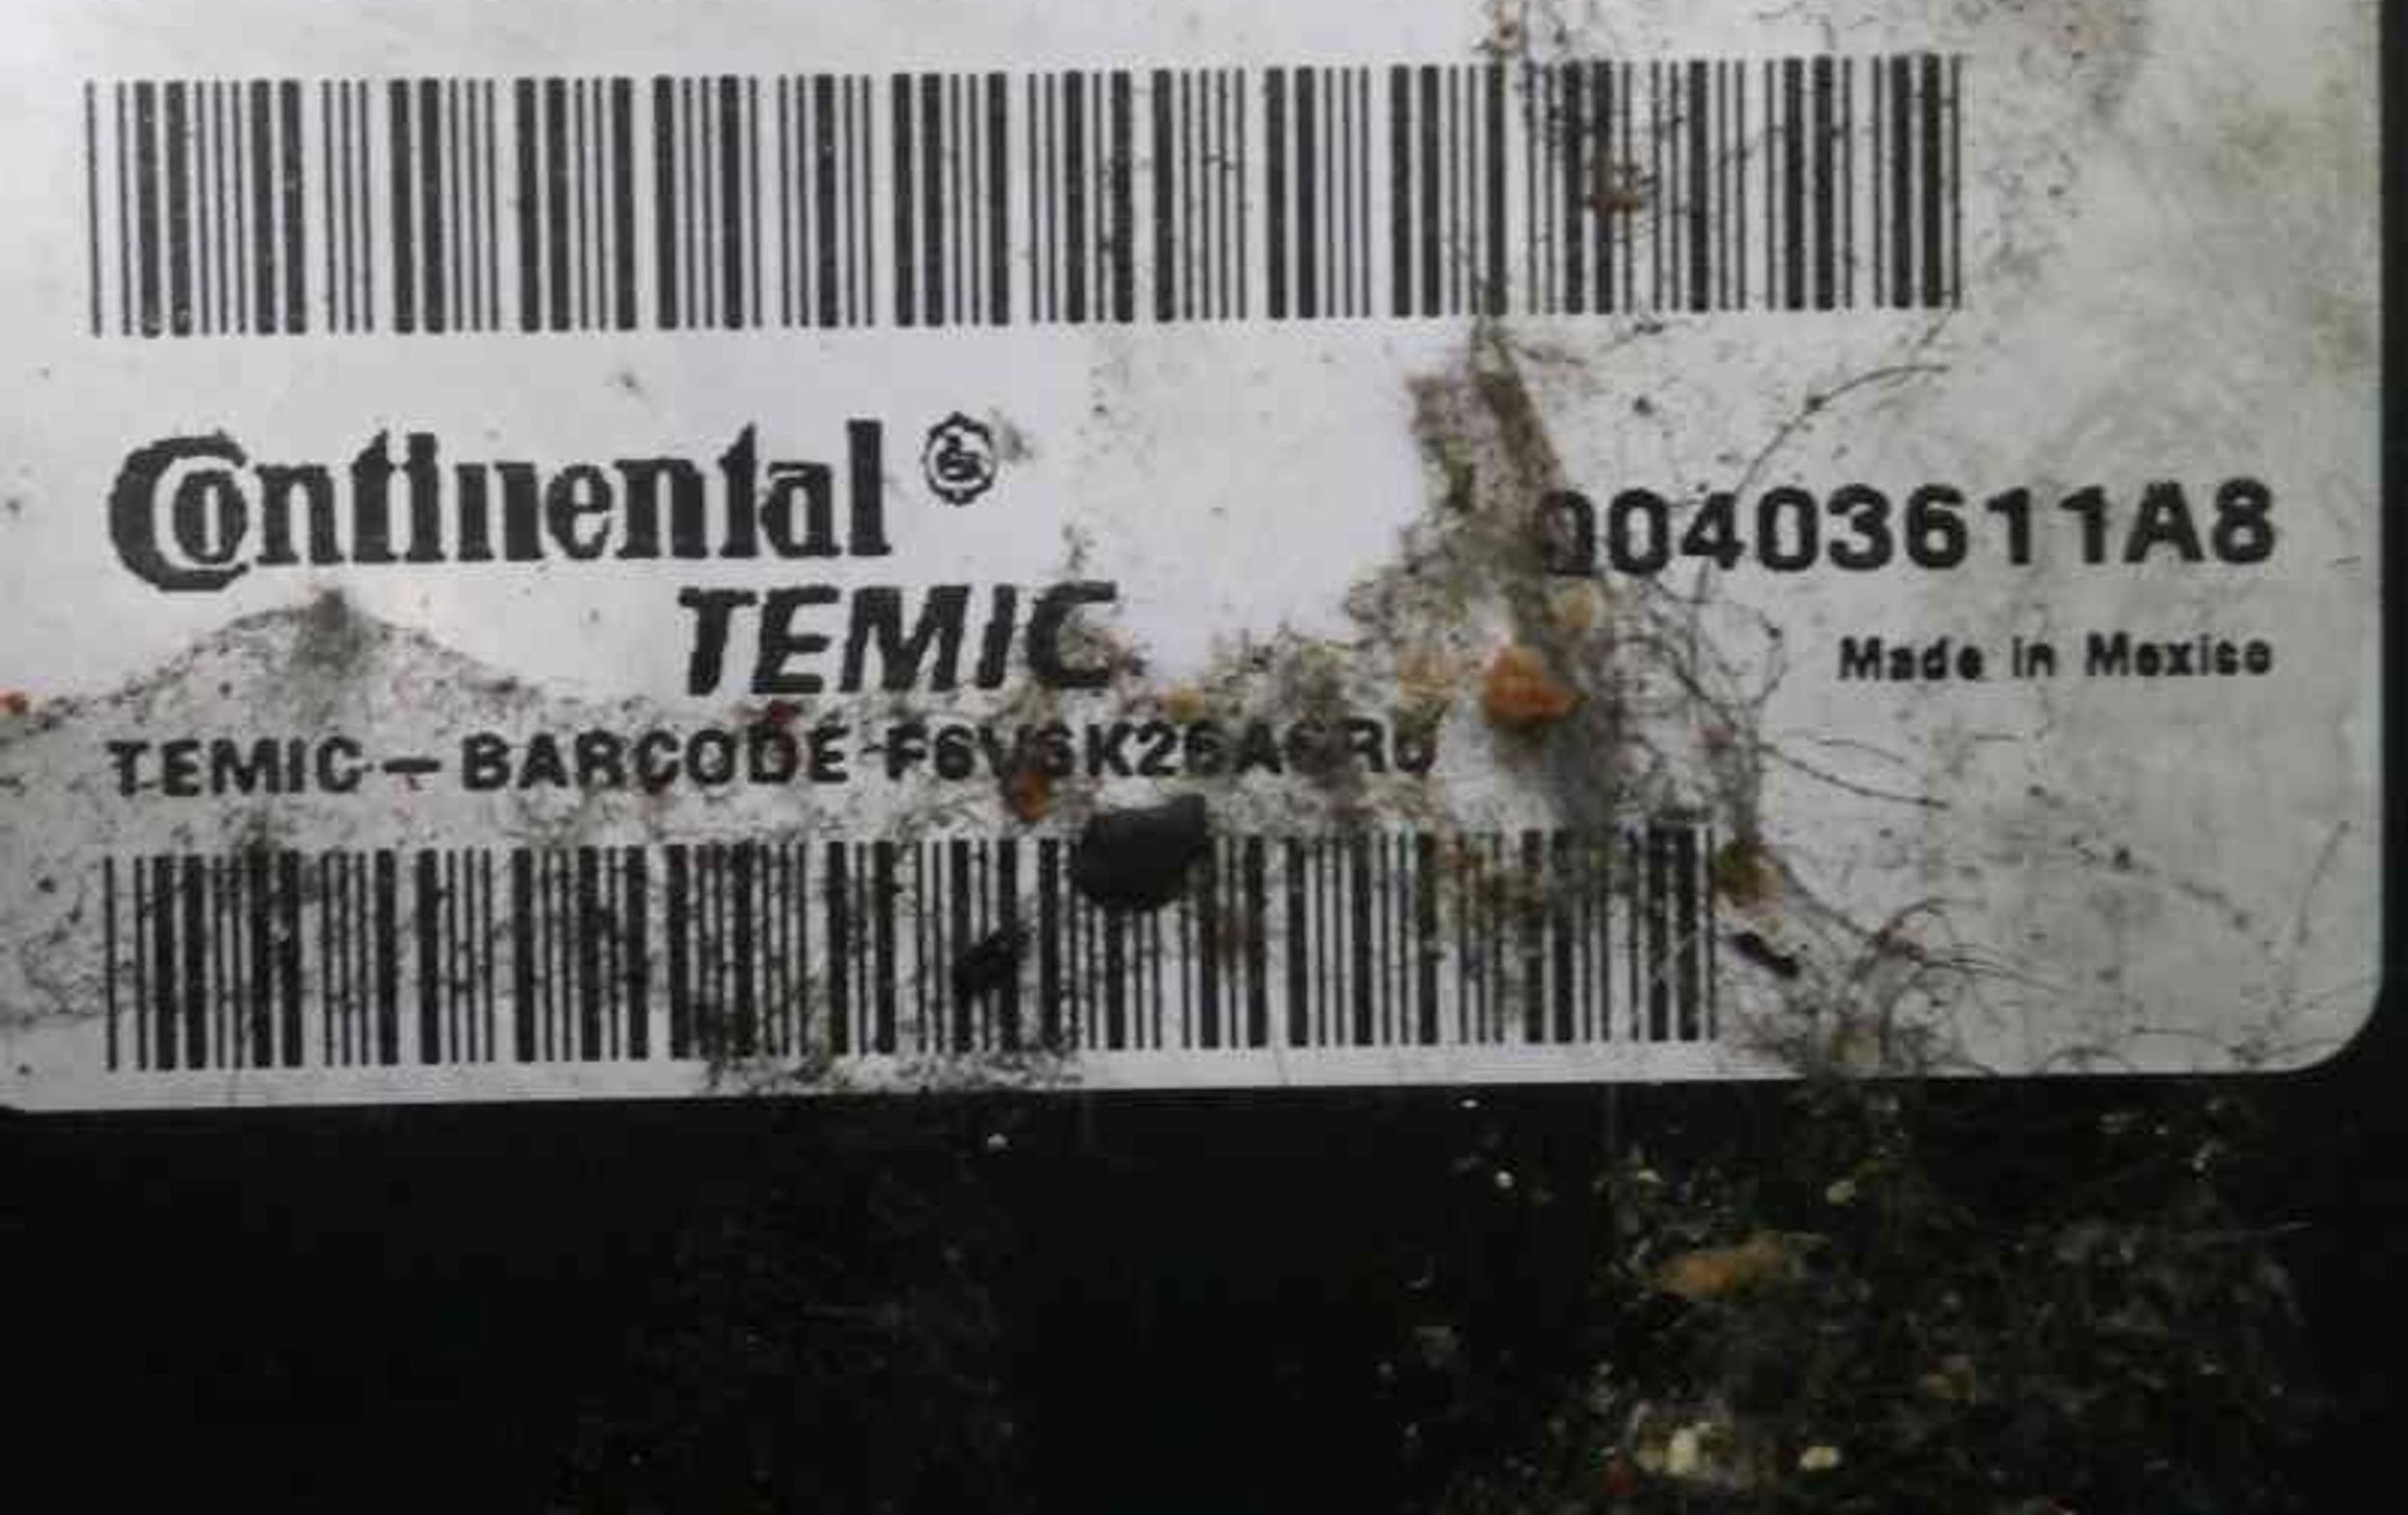 Continental
TEMIC
00403611A8
Made in Mexico
TEMIC-BARCODE